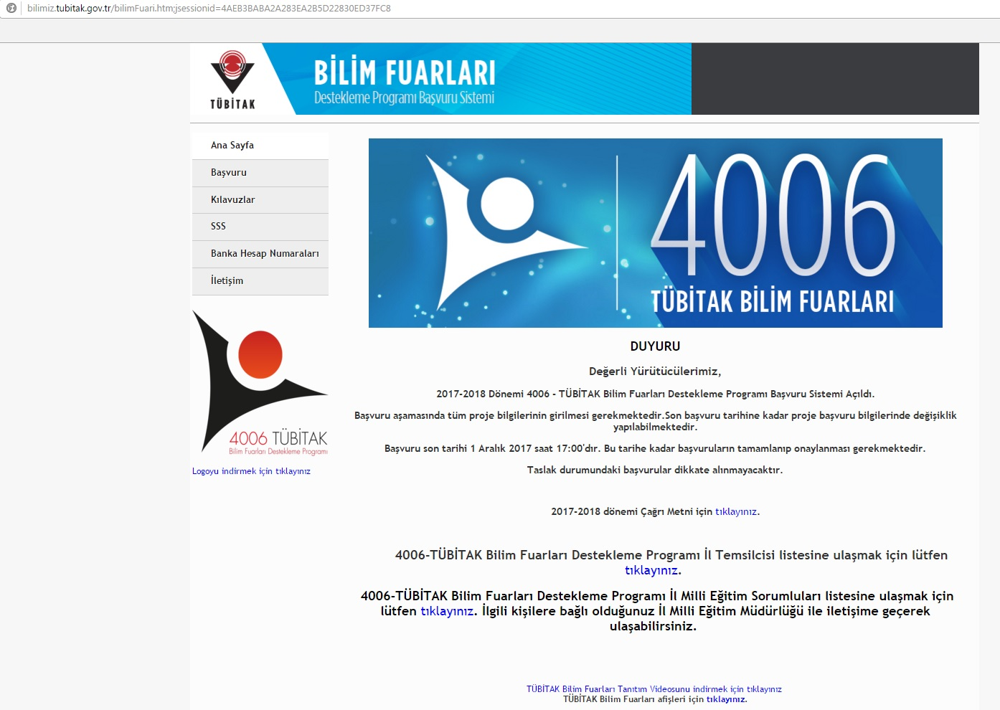 bilimiz.tubitak.gov.tr/bilimFuari.htm;jsessionid=4AEB3BABA2A283EA2B5D22830ED37FC8
TÜBİTAK
BİLİM FUARLARI
Destekleme Programı Başvuru Sistemi
Ana Sayfa
Başvuru
Kılavuzlar
SSS
Banka Hesap Numaraları
İletişim
4006 TÜBİTAK
Bilim Fuarları Destekleme Programı
Logoyu indirmek için tıklayınız
4006
TÜBİTAK BİLİM FUARLARI
DUYURU
Değerli Yürütücülerimiz,
2017-2018 Dönemi 4006 - TÜBİTAK Bilim Fuarları Destekleme Programı Başvuru Sistemi Açıldı.
Başvuru aşamasında tüm proje bilgilerinin girilmesi gerekmektedir.Son başvuru tarihine kadar proje başvuru bilgilerinde değişiklik
yapılabilmektedir.
Başvuru son tarihi 1 Aralık 2017 saat 17:00'dır. Bu tarihe kadar başvuruların tamamlanıp onaylanması gerekmektedir.
Taslak durumundaki başvurular dikkate alınmayacaktır.
2017-2018 dönemi Çağrı Metni için tıklayınız.
4006-TÜBİTAK Bilim Fuarları Destekleme Programı İl Temsilcisi listesine ulaşmak için lütfen
tıklayınız.
4006-TÜBİTAK Bilim Fuarları Destekleme Programı İl Milli Eğitim Sorumluları listesine ulaşmak için
lütfen tıklayınız. İlgili kişilere bağlı olduğunuz İl Milli Eğitim Müdürlüğü ile iletişime geçerek
ulaşabilirsiniz.
TÜBİTAK Bilim Fuarları Tanıtım Videosunu indirmek için tıklayınız
TÜBİTAK Bilim Fuarları afişleri için tıklayınız.